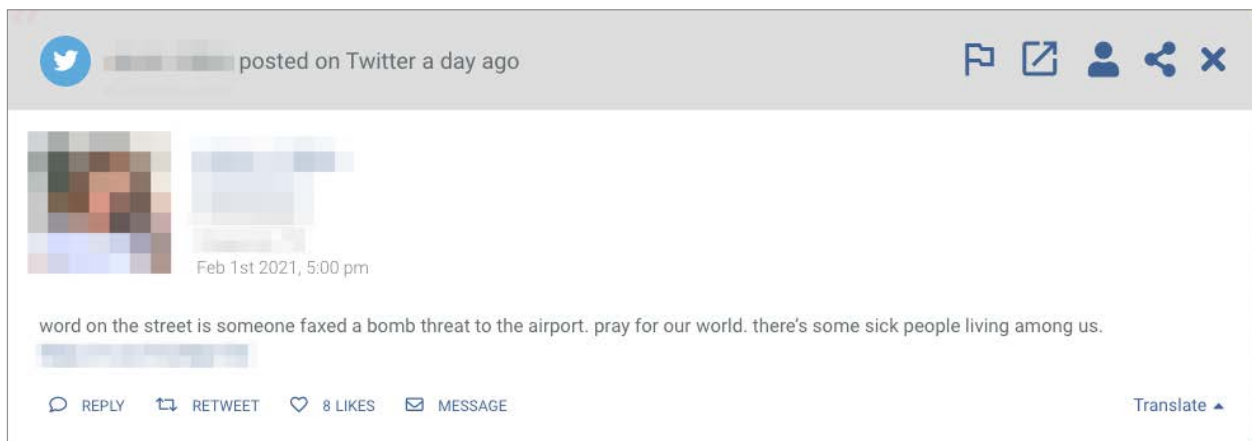 posted on Twitter a day ago
Feb 1st 2021, 5:00 pm
word on the street is someone faxed a bomb threat to the airport. pray for our world. there's some sick people living among us.
REPLY RETWEET 8 LIKES MESSAGE Translate